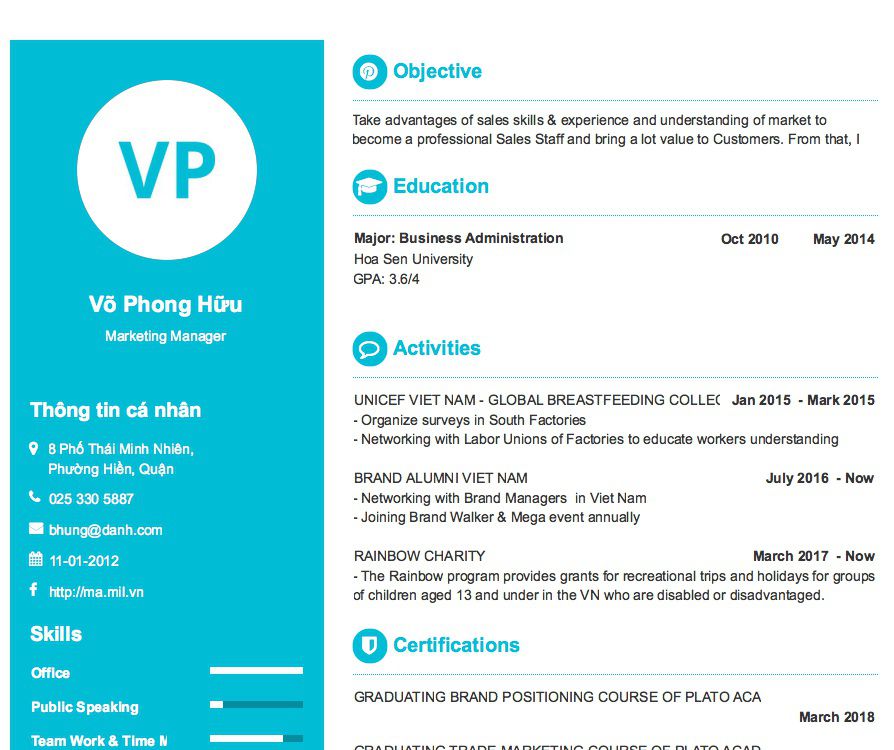 VP
Võ Phong Hữu
Marketing Manager
Thông tin cá nhân
8 Phố Thái Minh Nhiên,
Phường Hiền, Quận
025 330 5887
bhung@danh.com
11-01-2012
http://ma.mil.vn
Skills
Office
Public Speaking
Team Work & Time M
Objective
Take advantages of sales skills & experience and understanding of market to
become a professional Sales Staff and bring a lot value to Customers. From that, I
Education
Major: Business Administration Oct 2010 May 2014
Hoa Sen University
GPA: 3.6/4
Activities
UNICEF VIET NAM - GLOBAL BREASTFEEDING COLLEC Jan 2015 - Mark 2015
- Organize surveys in South Factories
- Networking with Labor Unions of Factories to educate workers understanding
BRAND ALUMNI VIET NAM July 2016 - Now
- Networking with Brand Managers in Viet Nam
- Joining Brand Walker & Mega event annually
RAINBOW CHARITY March 2017 - Now
- The Rainbow program provides grants for recreational trips and holidays for groups
of children aged 13 and under in the VN who are disabled or disadvantaged.
Certifications
GRADUATING BRAND POSITIONING COURSE OF PLATO ACA
March 2018
GRADUATING TRADE MARKETING COURSE OF PLATO ACAD